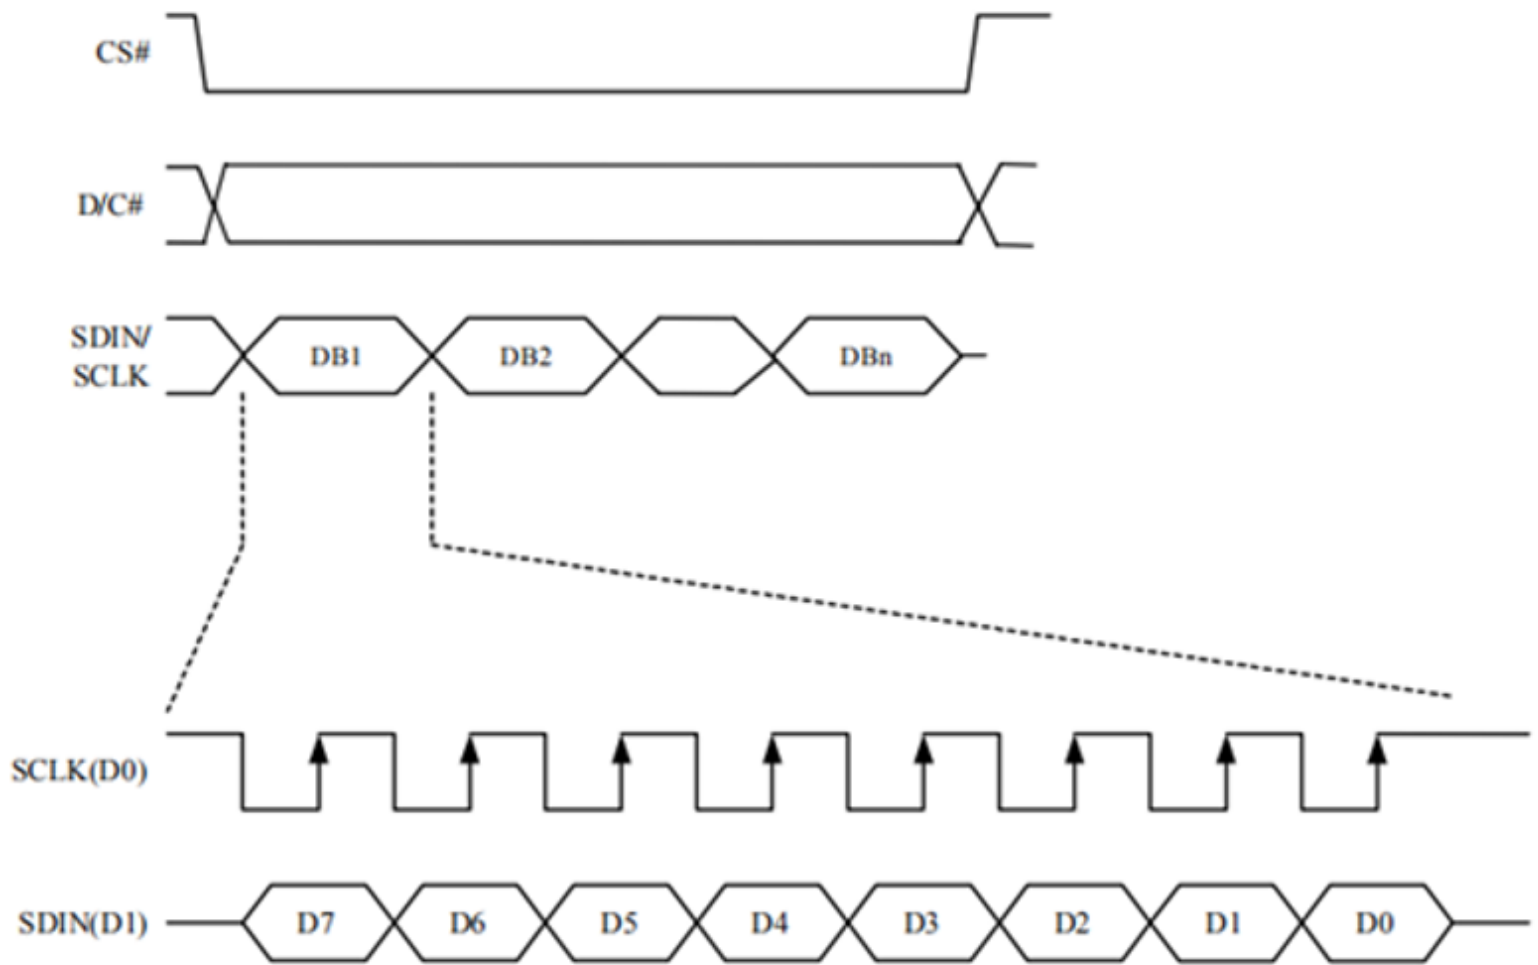 CS#
D/C#
SDIN/
SCLK
DB1 DB2 DBn
SCLK(D0)
SDIN(D1) D7 D6 D5 D4 D3 D2 D1 D0